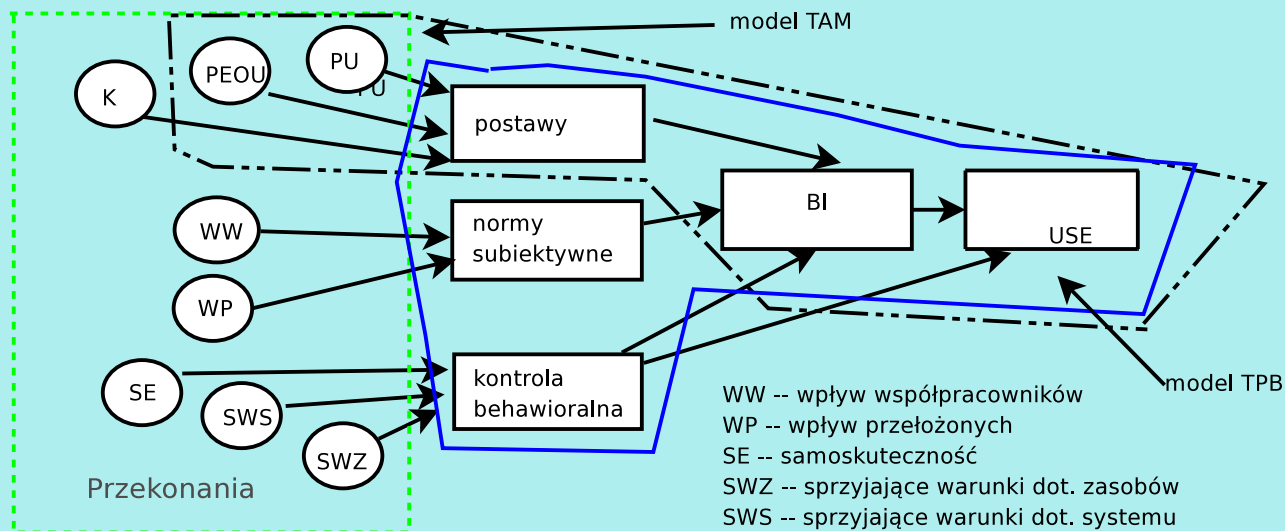 model TAM
PU
PEOU
PU
K
postawy
BI
USE
WW
normy
subiektywne
WP
model TPB
SE
kontrola
behawioralna
SWS
SWZ
Przekonania
WW -- wpływ współpracowników
WP -- wpływ przełożonych
SE -- samoskuteczność
SWZ -- sprzyjające warunki dot. zasobów
SWS -- sprzyjające warunki dot. systemu